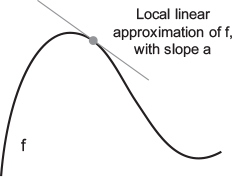 Local linear
approximation of f,
with slope a
f